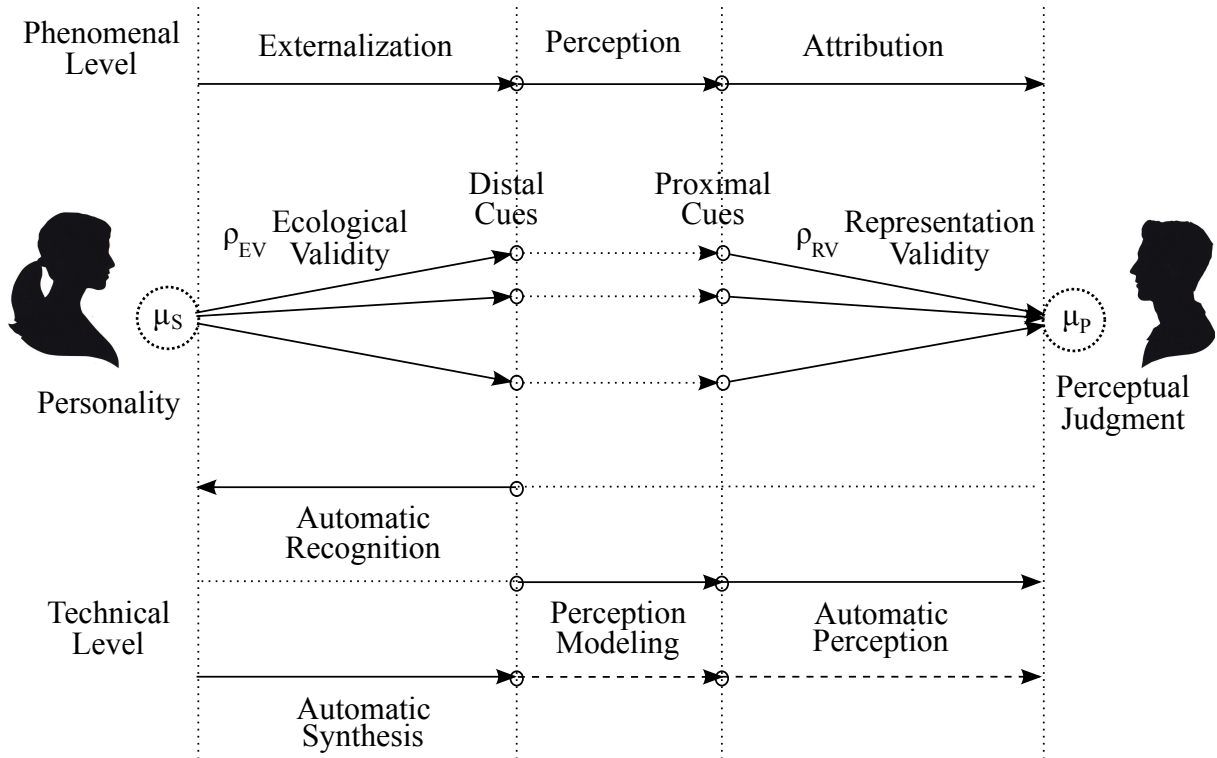 Phenomenal
Level
Externalization
Perception
Attribution
Distal
Cues
Proximal
Cues
ρEV
Ecological
Validity
ρRV
Representation
Validity
μS
μP
Personality
Perceptual
Judgment
Automatic
Recognition
Technical
Level
Perception
Modeling
Automatic
Perception
Automatic
Synthesis